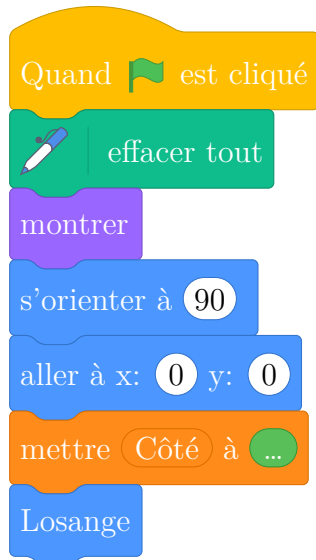 Quand est cliqué
effacer tout
montrer
s'orienter à 90
aller à x: 0 y: 0
mettre Côté à ...
Losange